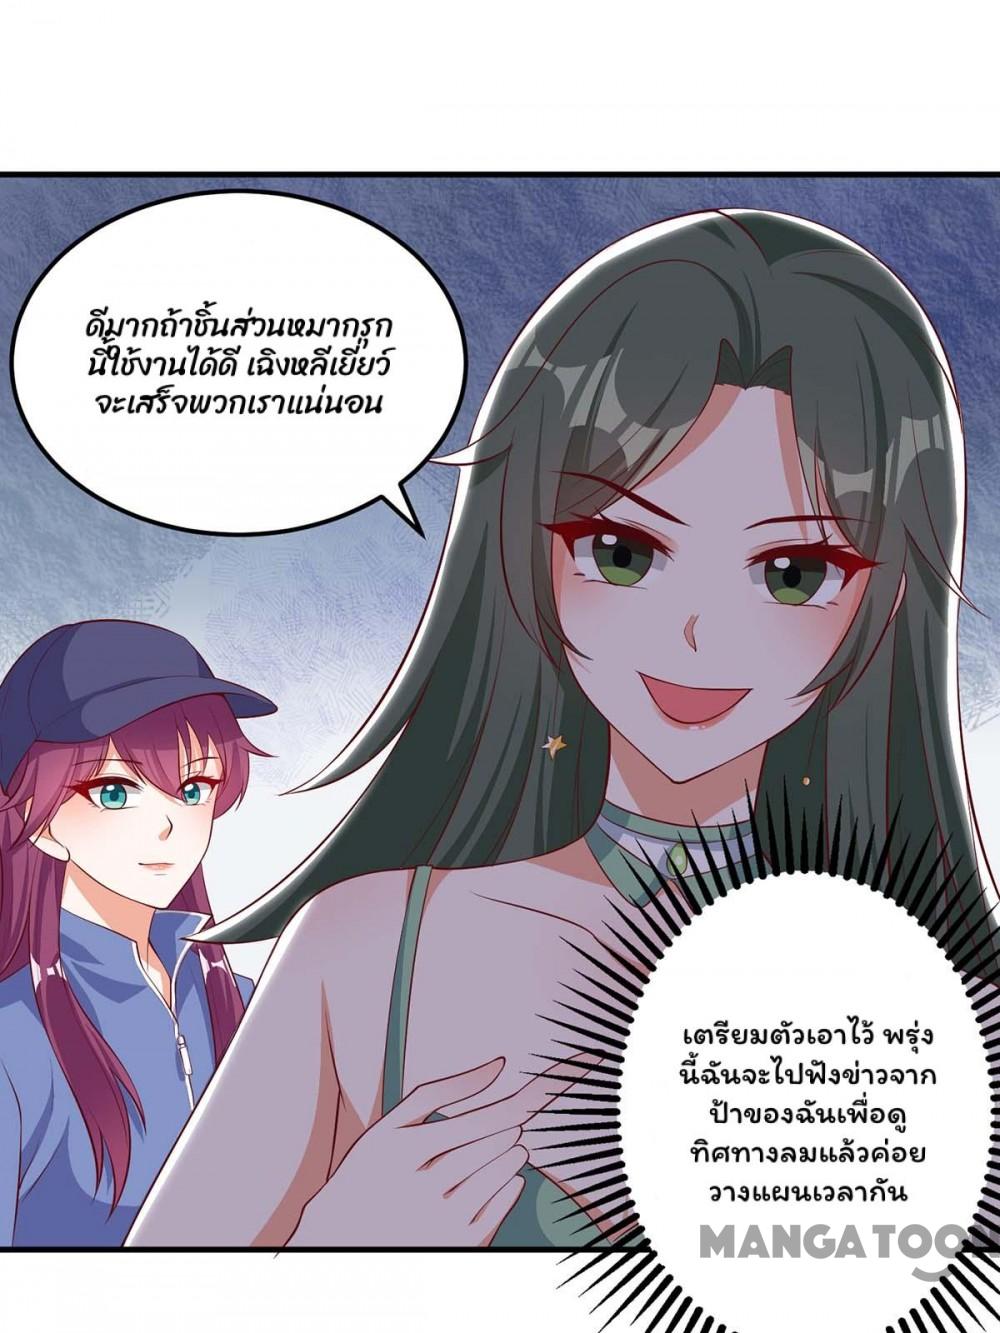 ดีมากถ้าชิ้นส่วนหมากรุก
นี้ใช้งานได้ดี เฉิงหลีเยี่ยว์
จะเสร็จพวกเราแน่นอน
เตรียมตัวเอาไว้ พรุ่ง
นี้ฉันจะไปฟังข่าวจาก
ป้าของฉันเพื่อดู
ทิศทางลมแล้วค่อย
วางแผนเวลากัน
MANGATOON